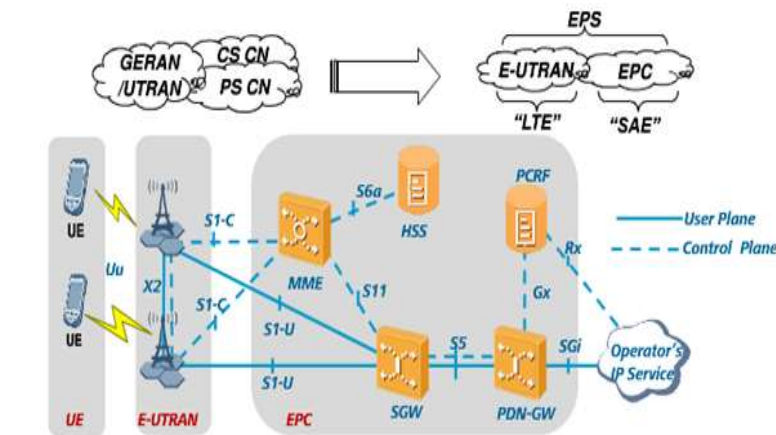 EPS
GERAN
/UTRAN
CS CN
PS CN
E-UTRAN
EPC
“LTE”
“SAE”
UE
Uu
UE
X2
S1-C
S1-C
S1-U
S1-U
MME
S6a
HSS
S11
SGW
S5
PCRF
Gx
Rx
PDN-GW
SGi
Operator's
IP Service
User Plane
Control Plane
UE
E-UTRAN
EPC